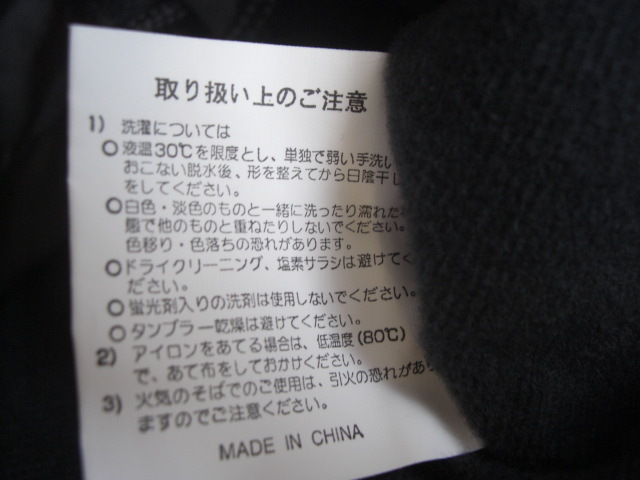 取り扱い上のご注意
1) 洗濯については
○液温30℃を限度とし、単独で弱い手洗い
おこない脱水後、形を整えてから日陰干し
をしてください。
○白色・淡色のものと一緒に洗ったり濡れた
態で他のものと重ねたりしないでください。
色移り・色落ちの恐れがあります。
○ドライクリーニング、塩素サラシは避けてく
ださい。
○蛍光剤入りの洗剤は使用しないでください。
○タンブラー乾燥は避けてください。
2) アイロンをあてる場合は、低温度(80℃)
で、あて布をしておかけください。
3) 火気のそばでのご使用は、引火の恐れがあり
ますのでご注意ください。
MADE IN CHINA